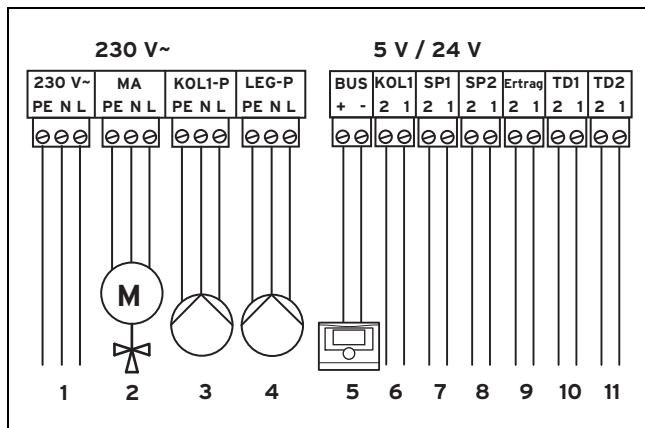 230 V~ 5 V / 24 V
230 V~ MA KOL1-P LEG-P BUS KOL1 SP1 SP2 Ertrag TD1 TD2
PE N L PE N L PE N L PE N L + - 2 1 2 1 2 1 2 1 2 1 2 1
M
1 2 3 4 5 6 7 8 9 10 11